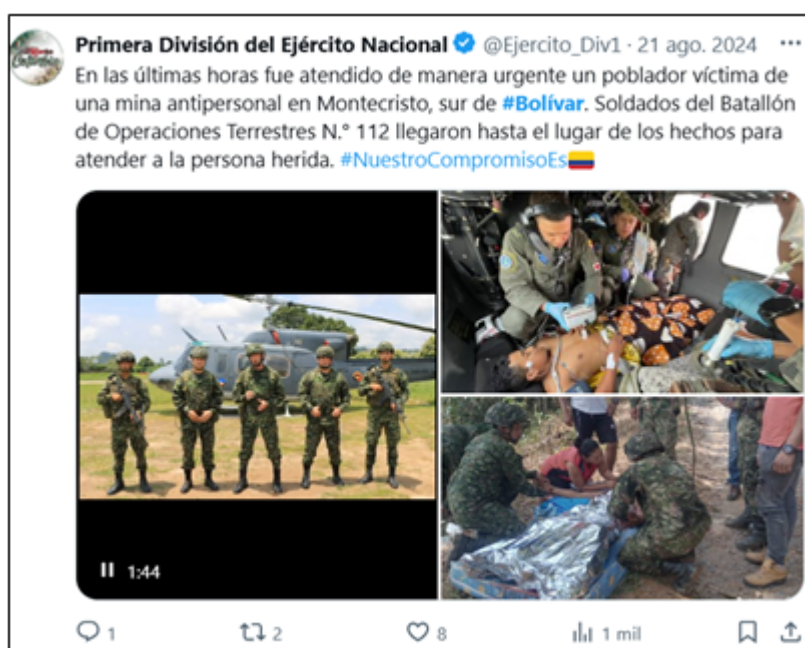 Primera División del Ejército Nacional @Ejercito_Div1 · 21 ago. 2024 ···
En las últimas horas fue atendido de manera urgente un poblador víctima de
una mina antipersonal en Montecristo, sur de #Bolívar. Soldados del Batallón
de Operaciones Terrestres N.° 112 llegaron hasta el lugar de los hechos para
atender a la persona herida. #NuestroCompromisoEs
1:44
1 2 8 1 mil